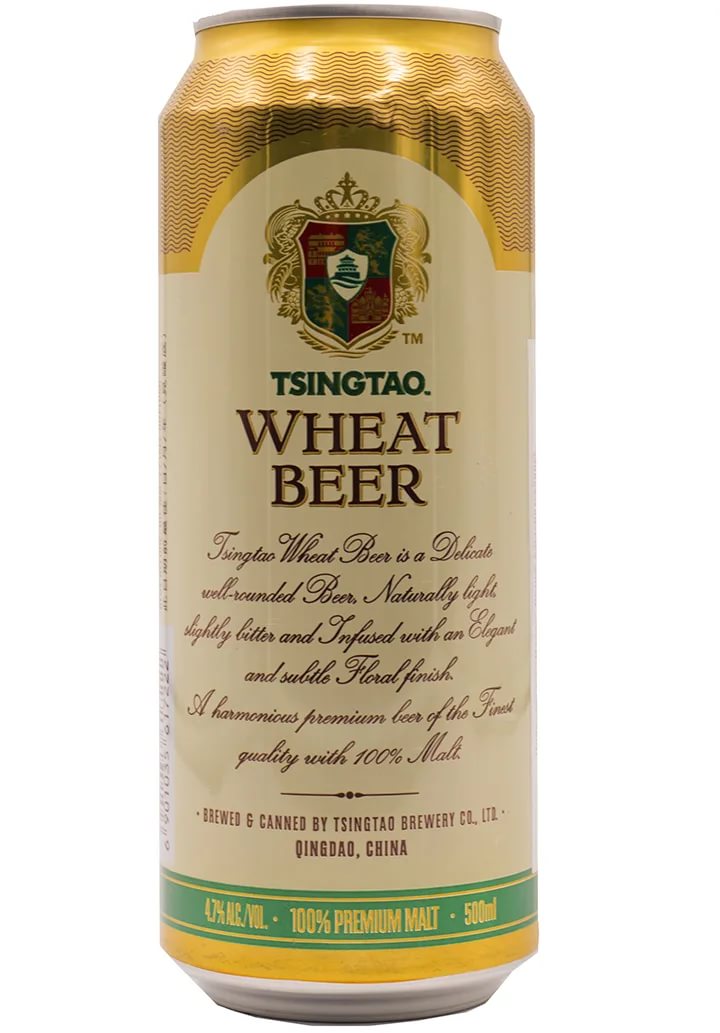 TM
TSINGTAO
WHEAT
BEER
Tsingtao Wheat Beer is a Delicate
well-rounded Beer. Naturally light,
slightly bitter and Infused with an Elegant
and subtle Floral finish.
A harmonious premium beer of the Finest
quality with 100% Malt.
· BREWED & CANNED BY TSINGTAO BREWERY CO., LTD. ·
QINGDAO, CHINA
4.7% ALC./VOL. · 100% PREMIUM MALT · 500ml